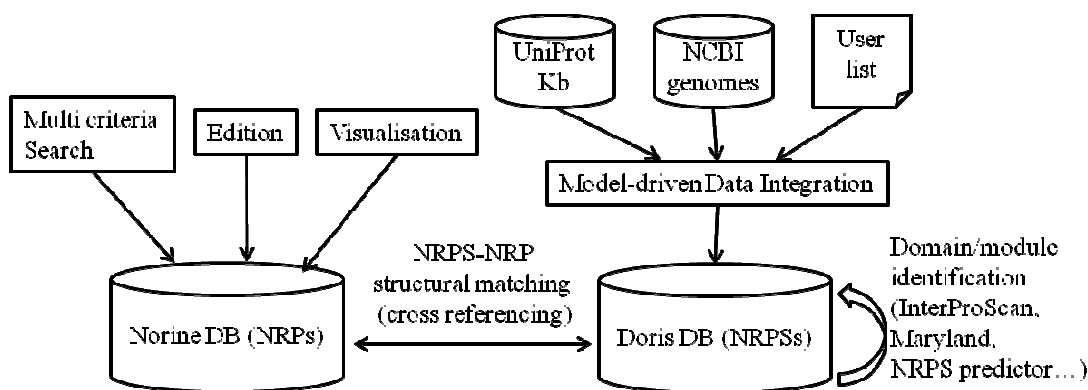 Multi criteria
Search
Edition
Visualisation
UniProt
Kb
NCBI
genomes
User
list
Model-driven Data Integration
NRPS-NRP
structural matching
(cross referencing)
Norine DB (NRPs)
Doris DB (NRPSs)
Domain/module
identification
(InterProScan,
Maryland,
NRPS predictor…)